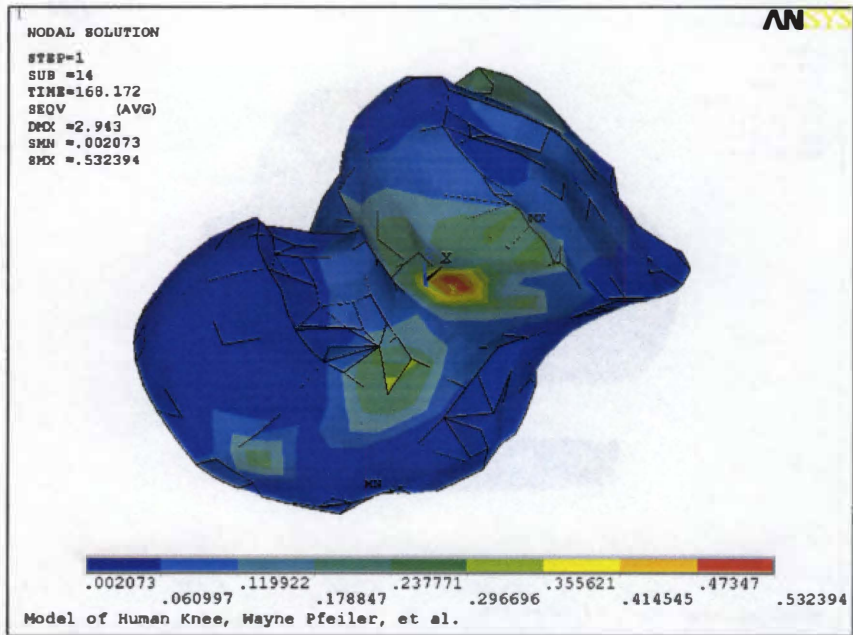 ANSYS
NODAL SOLUTION
STEP=1
SUB =14
TIME=168.172
SEQV (AVG)
DMX =2.943
SMN =.002073
SMX =.532394
MX
X
MN
.002073 .119922 .237771 .355621 .47347
.060997 .178847 .296696 .414545 .532394
Model of Human Knee, Wayne Pfeiler, et al.